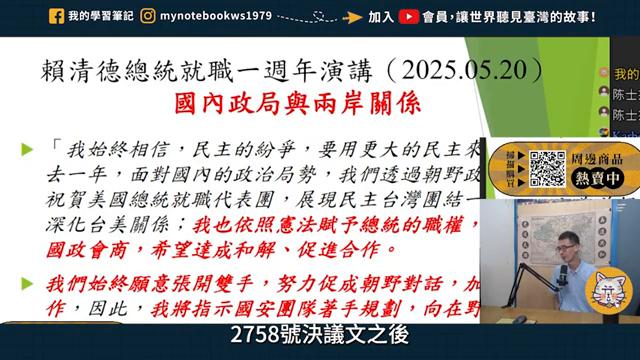 我的學習筆記 mynotebookws1979 加入 會員,讓世界聽見臺灣的故事!
賴清德總統就職一週年演講(2025.05.20)
國內政局與兩岸關係
「我始終相信,民主的紛爭,要用更大的民主來
去一年,面對國內的政治局勢,我們透過朝野政
祝賀美國總統就職代表團,展現民主台灣團結一
深化台美關係;我也依照憲法賦予總統的職權,
國政會商,希望達成和解、促進合作。
我們始終願意張開雙手,努力促成朝野對話,加
作,因此,我將指示國安團隊著手規劃,向在野
我的
陈士
陈士
掃描購買
周邊商品
熱賣中
2758號決議文之後